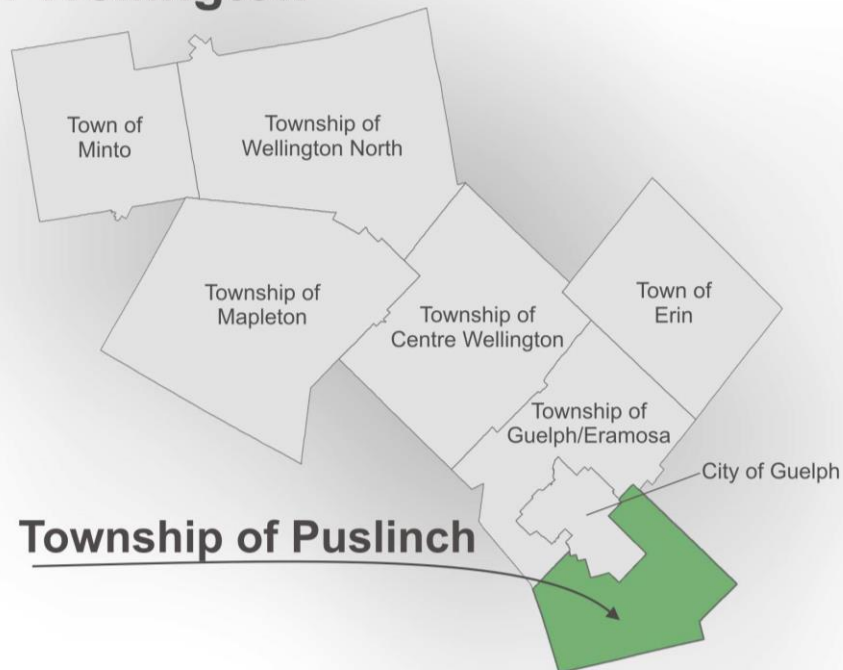 Town of
Minto
Township of
Wellington North
Township of
Mapleton
Township of
Centre Wellington
Town of
Erin
Township of
Guelph/Eramosa
City of Guelph
Township of Puslinch